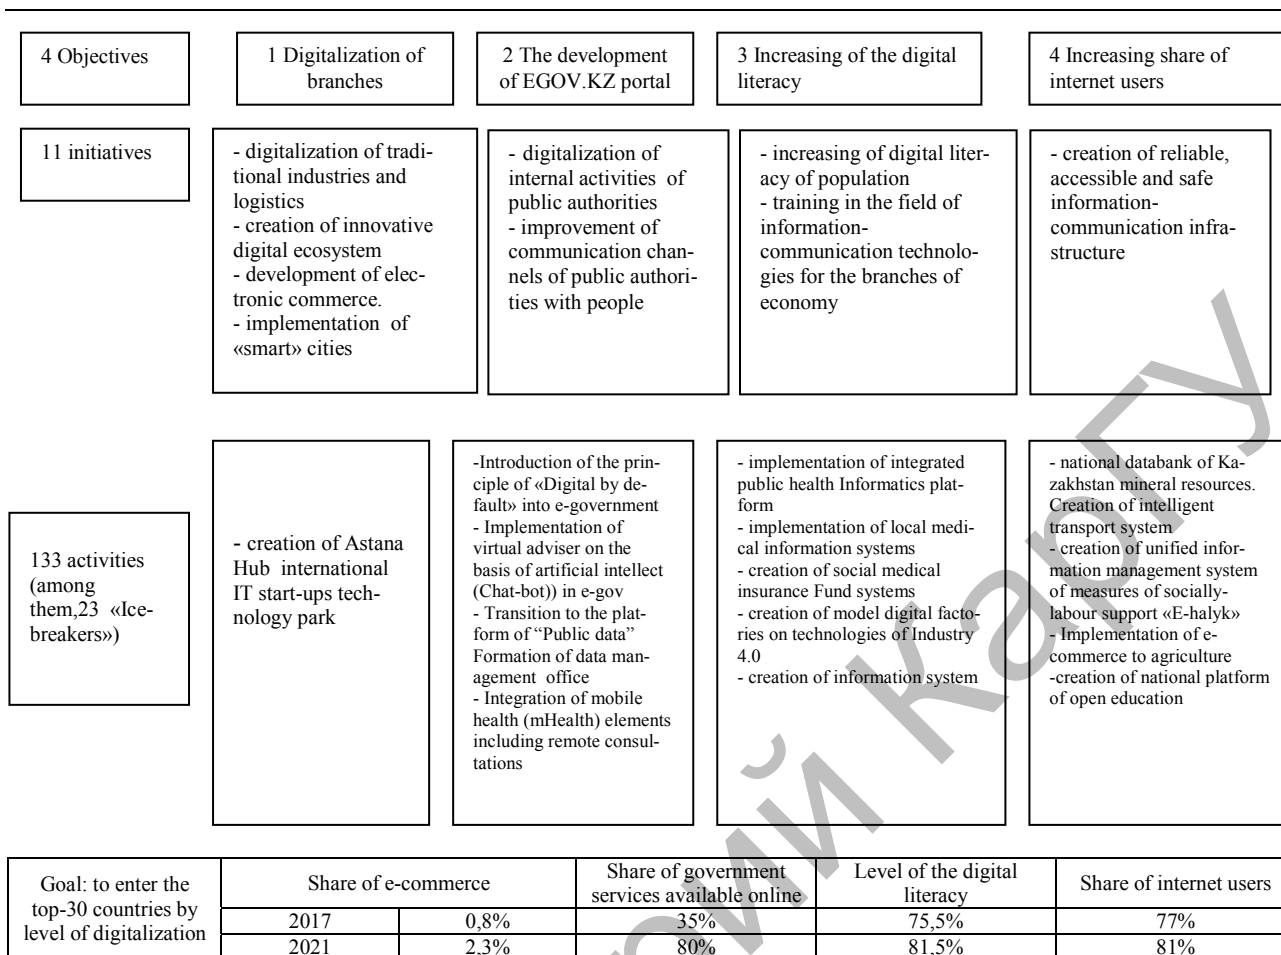 4 Objectives
1 Digitalization of
branches
2 The development
of EGOV.KZ portal
3 Increasing of the digital
literacy
4 Increasing share of
internet users
11 initiatives
- digitalization of tradi-
tional industries and
logistics
- creation of innovative
digital ecosystem
- development of elec-
tronic commerce.
- implementation of
«smart» cities
- digitalization of
internal activities of
public authorities
- improvement of
communication chan-
nels of public authori-
ties with people
- increasing of digital liter-
acy of population
- training in the field of
information-
communication technolo-
gies for the branches of
economy
- creation of reliable,
accessible and safe
information-
communication infra-
structure
133 activities
(among
them,23 «Ice-
breakers»)
- creation of Astana
Hub international
IT start-ups tech-
nology park
-Introduction of the prin-
ciple of «Digital by de-
fault» into e-government
- Implementation of
virtual adviser on the
basis of artificial intellect
(Chat-bot)) in e-gov
- Transition to the plat-
form of “Public data”
Formation of data man-
agement office
- Integration of mobile
health (mHealth) elements
including remote consul-
tations
- implementation of integrated
public health Informatics plat-
form
- implementation of local medi-
cal information systems
- creation of social medical
insurance Fund systems
- creation of model digital facto-
ries on technologies of Industry
4.0
- creation of information system
- national databank of Ka-
zakhstan mineral resources.
Creation of intelligent
transport system
- creation of unified infor-
mation management system
of measures of socially-
labour support «E-halyk»
- Implementation of e-
commerce to agriculture
-creation of national platform
of open education
Goal: to enter the
top-30 countries by
level of digitalization
Share of e-commerce
Share of government
services available online
Level of the digital
literacy
Share of internet users
2017 0,8% 35% 75,5% 77%
2021 2,3% 80% 81,5% 81%
рий КарГУ